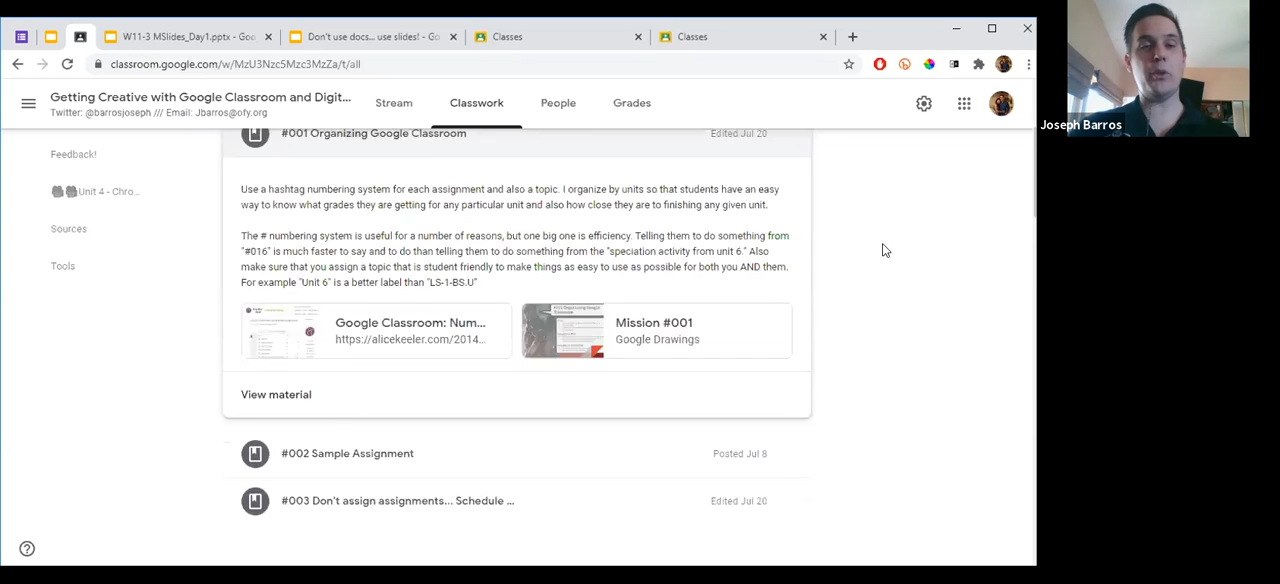 W11-3 MSlides_Day1.pptx - Goo
Don't use docs... use slides! - Go
Classes
Classes
classroom.google.com/w/MzU3Nzc5Mzc3MzZa/t/all
Getting Creative with Google Classroom and Digit...
Twitter: @barrosjoseph /// Email: Jbarros@ofy.org
Stream
Classwork
People
Grades
Joseph Barros
Feedback!
Unit 4 - Chro...
Sources
Tools
#001 Organizing Google Classroom
Edited Jul 20
Use a hashtag numbering system for each assignment and also a topic. I organize by units so that students have an easy
way to know what grades they are getting for any particular unit and also how close they are to finishing any given unit.
The # numbering system is useful for a number of reasons, but one big one is efficiency. Telling them to do something from
"#016" is much faster to say and to do than telling them to do something from the "speciation activity from unit 6." Also
make sure that you assign a topic that is student friendly to make things as easy to use as possible for both you AND them.
For example "Unit 6" is a better label than "LS-1-BS.U"
Google Classroom: Num...
https://alicekeeler.com/2014...
Mission #001
Google Drawings
View material
#002 Sample Assignment
Posted Jul 8
#003 Don't assign assignments... Schedule ...
Edited Jul 20